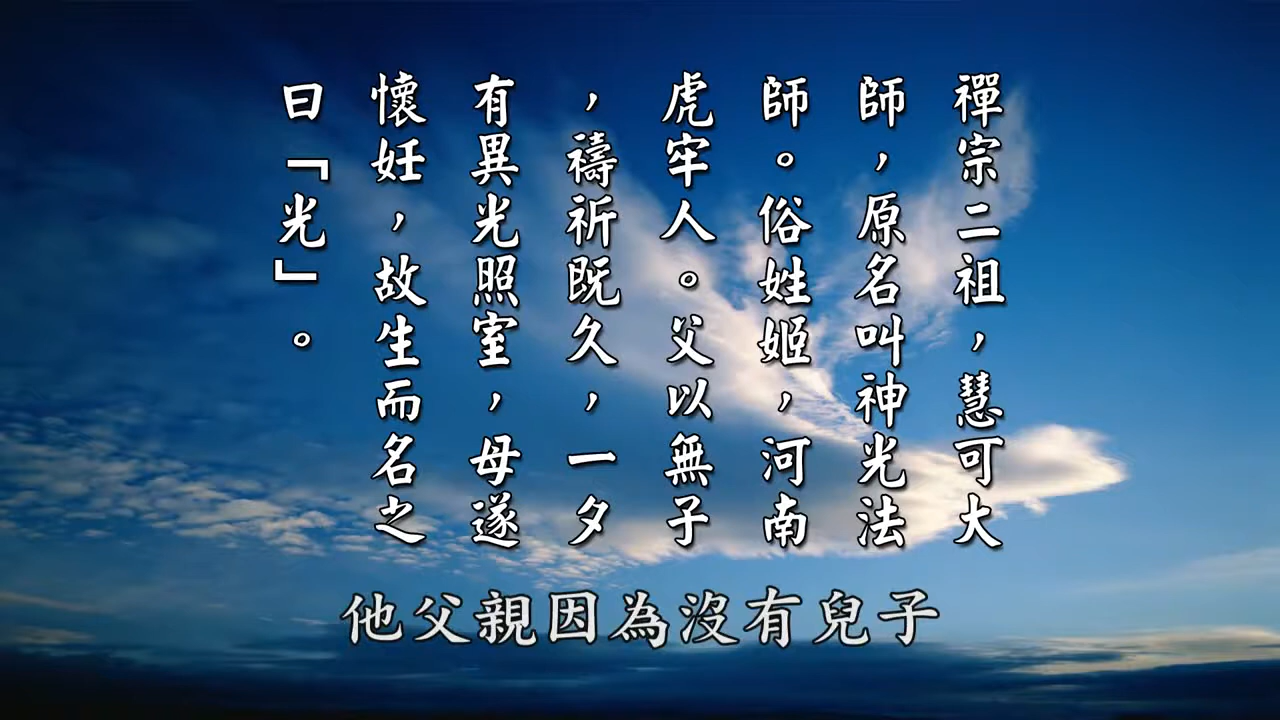 禪宗二祖，慧可大
師，原名叫神光法
師。俗姓姬，河南
虎牢人。父以無子
，禱祈既久，一夕
有異光照室，母遂
懷妊，故生而名之
曰「光」。
他父親因為沒有兒子